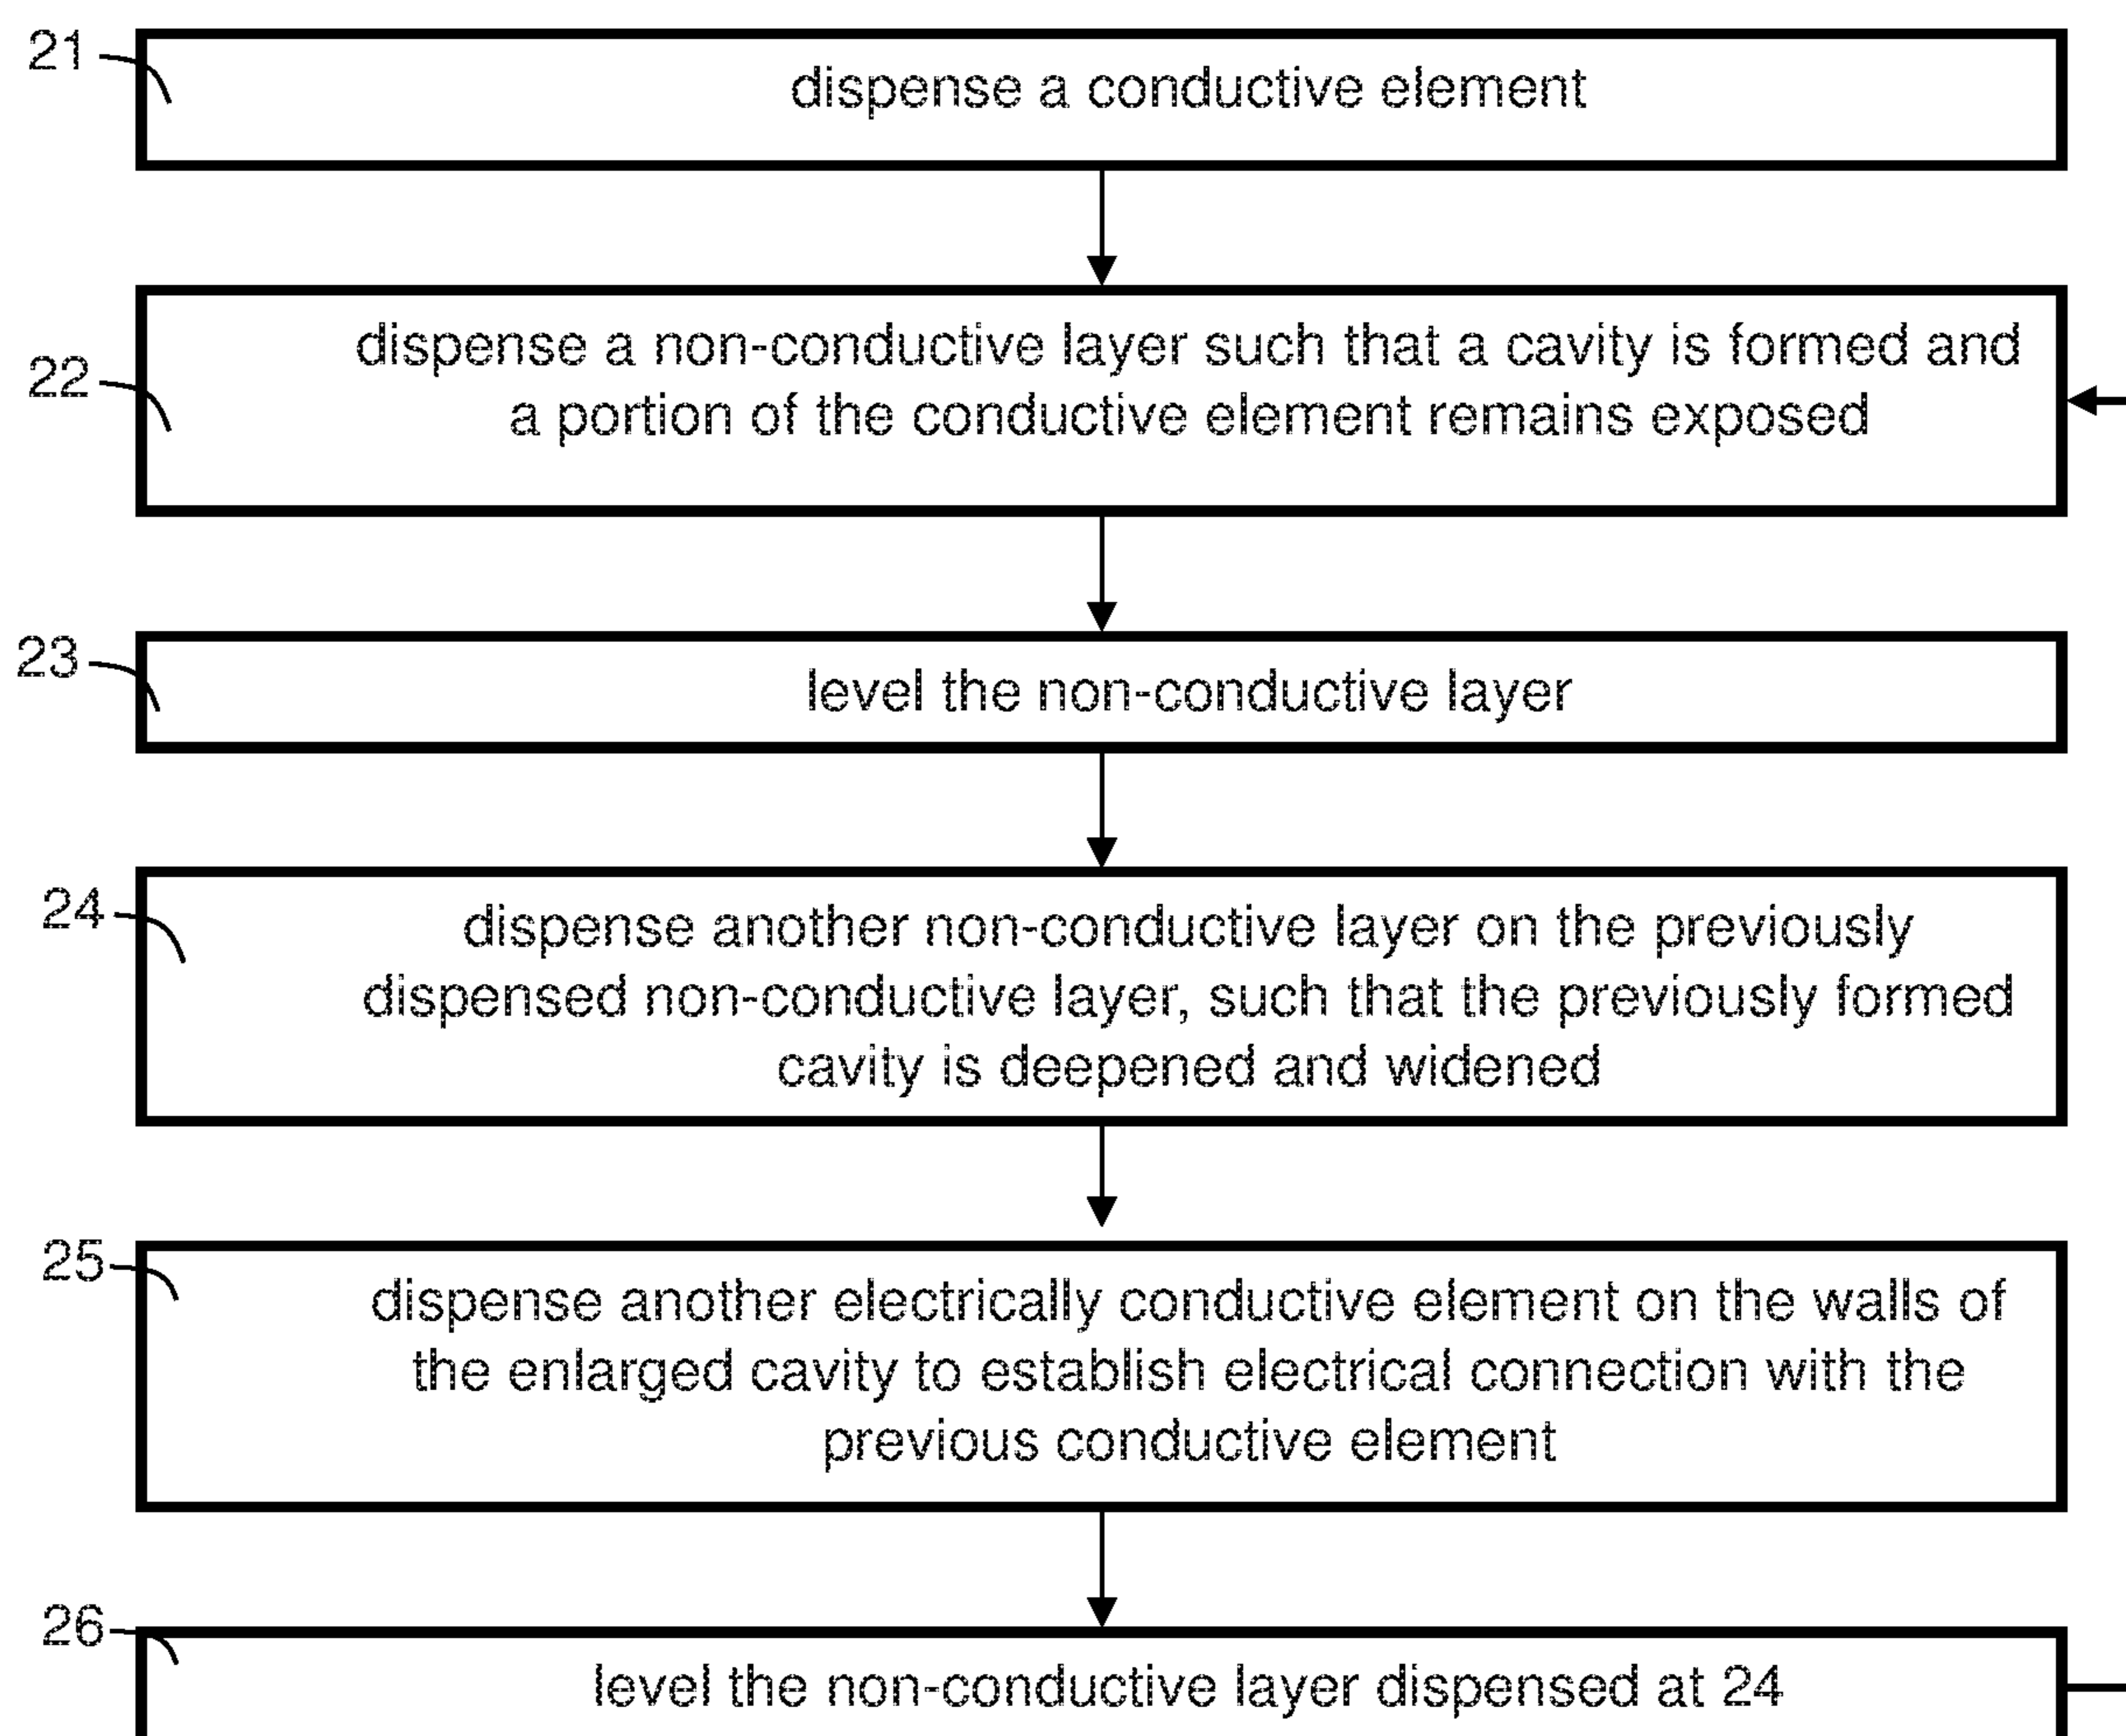 21
dispense a conductive element
22
dispense a non-conductive layer such that a cavity is formed and
a portion of the conductive element remains exposed
23
level the non-conductive layer
24
dispense another non-conductive layer on the previously
dispensed non-conductive layer, such that the previously formed
cavity is deepened and widened
25
dispense another electrically conductive element on the walls of
the enlarged cavity to establish electrical connection with the
previous conductive element
26
level the non-conductive layer dispensed at 24